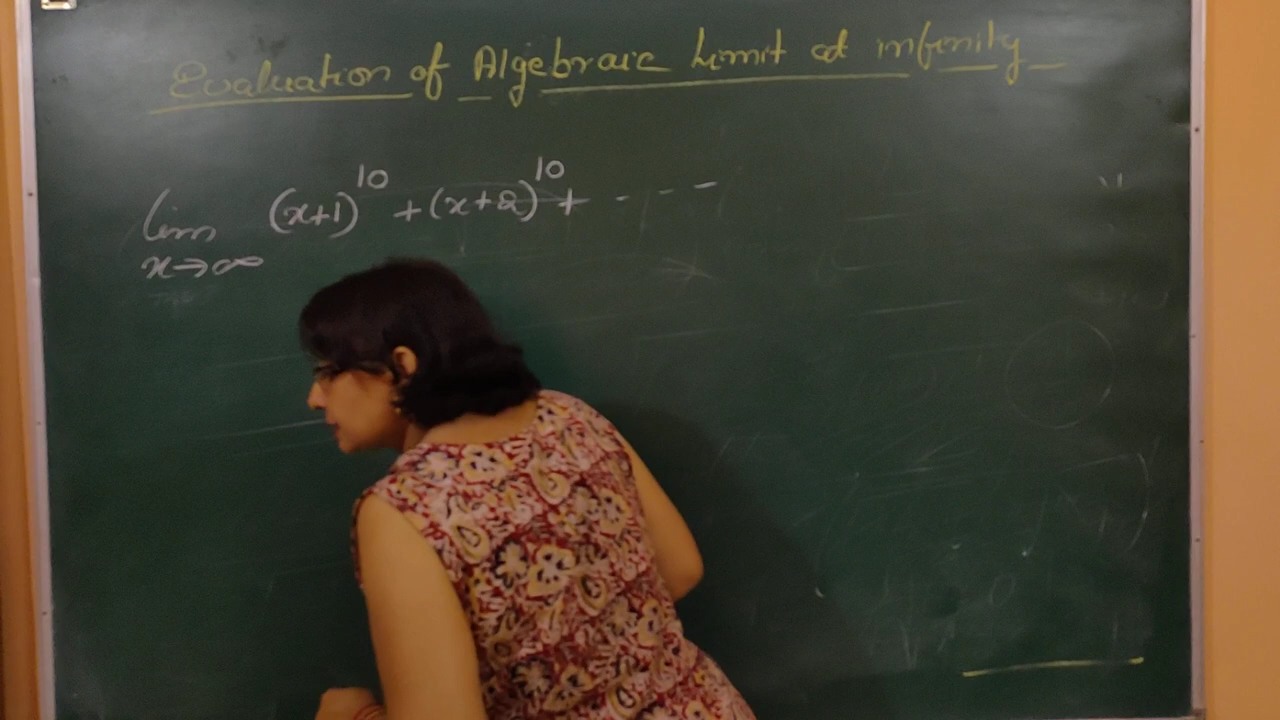 Evaluation of Algebraic Limit at infinity
lim (x+1)^10 + (x+2)^10 + - - - -
x→∞